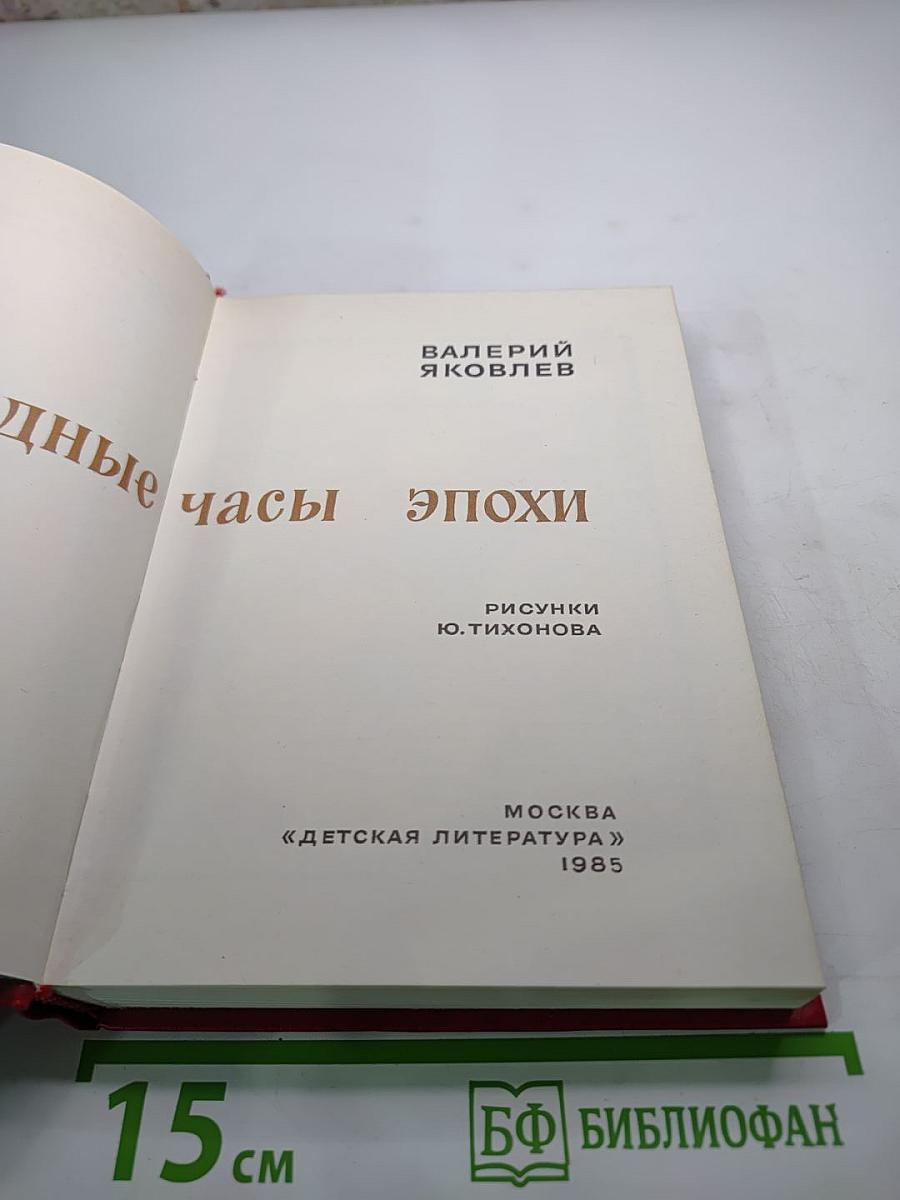 ВАЛЕРИЙ
ЯКОВЛЕВ
дные часы эпохи
РИСУНКИ
Ю. ТИХОНОВА
МОСКВА
«ДЕТСКАЯ ЛИТЕРАТУРА»
1985
15 см
БФ БИБЛИОФАН